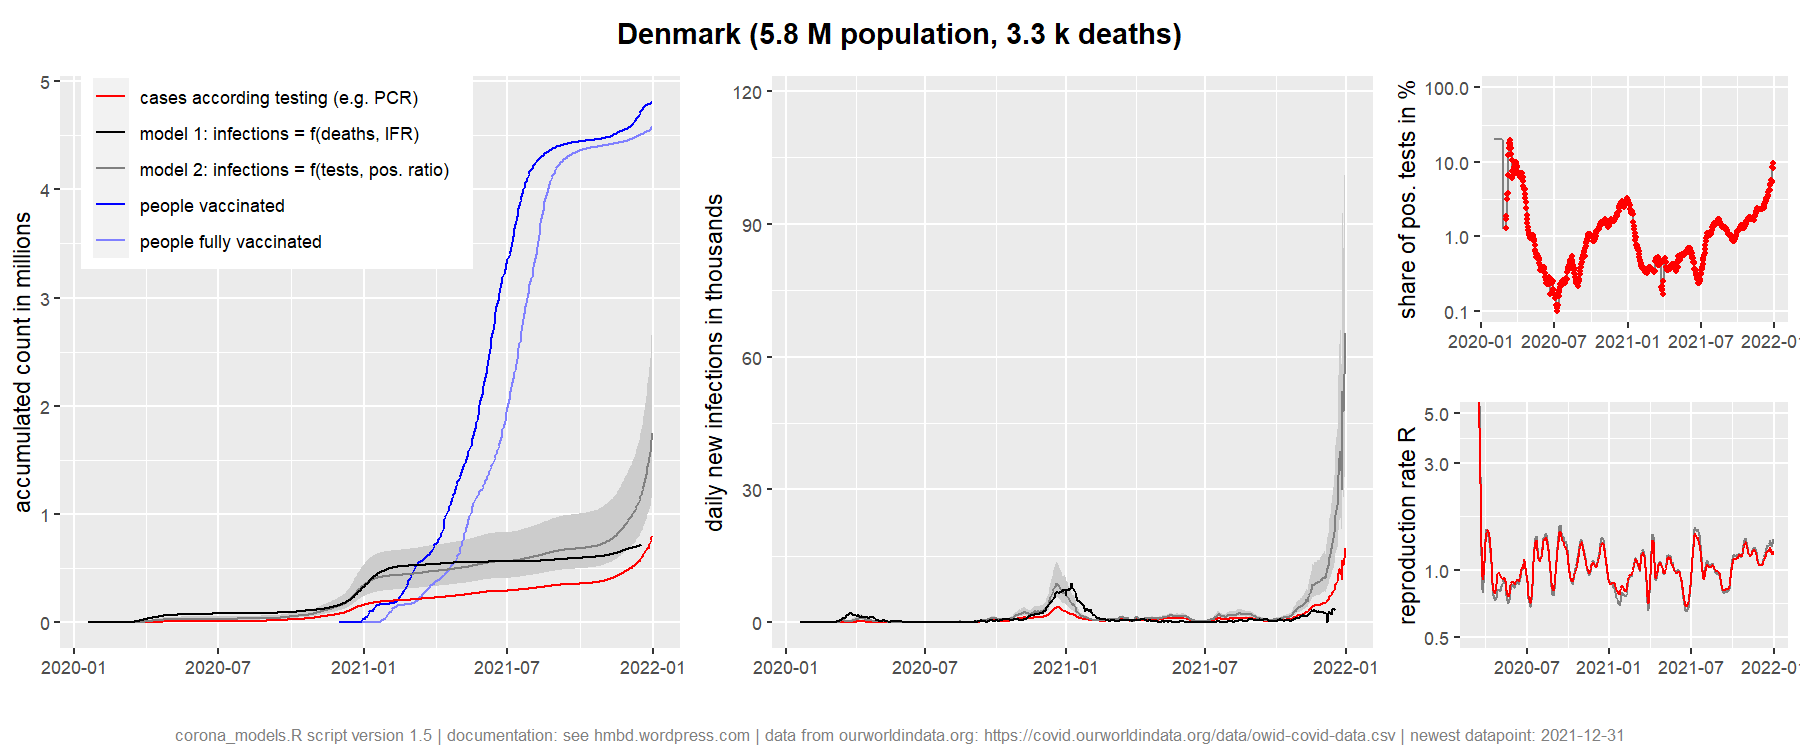 Denmark (5.8 M population, 3.3 k deaths)
accumulated count in millions
5
4
3
2
1
0
cases according testing (e.g. PCR)
model 1: infections = f(deaths, IFR)
model 2: infections = f(tests, pos. ratio)
people vaccinated
people fully vaccinated
2020-01 2020-07 2021-01 2021-07 2022-01
daily new infections in thousands
120
90
60
30
0
2020-01 2020-07 2021-01 2021-07 2022-01
share of pos. tests in %
100.0
10.0
1.0
0.1
2020-01 2020-07 2021-01 2021-07 2022-01
reproduction rate R
5.0
3.0
1.0
0.5
2020-07 2021-01 2021-07 2022-01
corona_models.R script version 1.5 | documentation: see hmbd.wordpress.com | data from ourworldindata.org: https://covid.ourworldindata.org/data/owid-covid-data.csv | newest datapoint: 2021-12-31